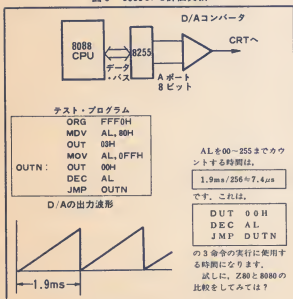 D/Aコンバータ
8088
CPU
8255
CRTへ
データ
・バス
Aポート
8ビット
テスト・プログラム
ORG FFF0H
MDV AL,80H
OUT 03H
MDV AL,0FFH
OUTN: OUT 00H
DEC AL
JMP OUTN
D/Aの出力波形
1.9ms
ALを00~255までカウ
ントする時間は,
1.9ms/256≒7.4μs
です。これは,
DUT 00H
DEC AL
JMP DUTN
の3命令の実行に使用す
る時間になります。
試しに,Z80と8080の
比較をしてみては?